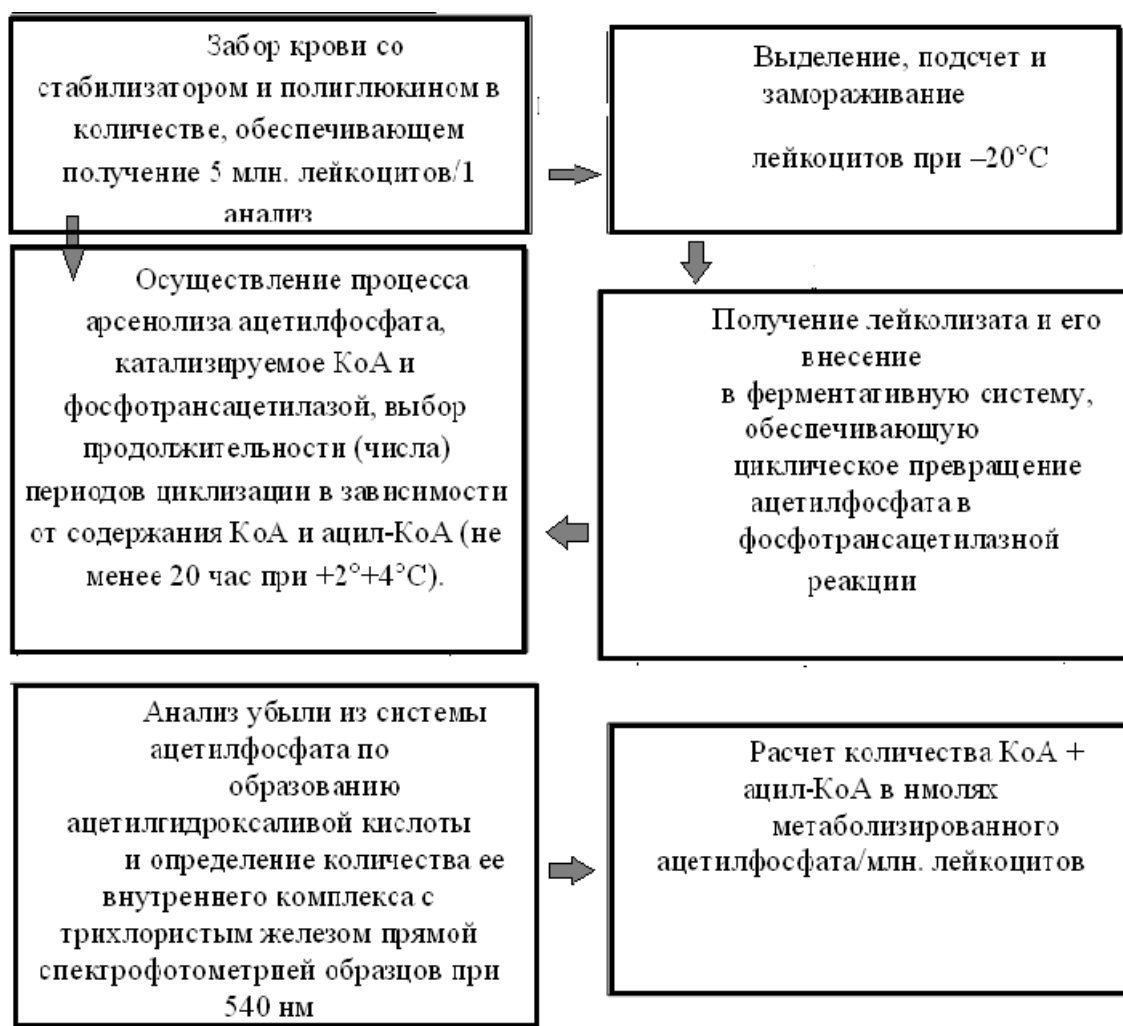 Забор крови со
стабилизатором и полиглюкином в
количестве, обеспечивающем
получение 5 млн. лейкоцитов/1
анализ
Выделение, подсчет и
замораживание
лейкоцитов при –20°С
Осуществление процесса
арсенолиза ацетилфосфата,
катализируемое КоА и
фосфотрансацетилазой, выбор
продолжительности (числа)
периодов циклизации в зависимости
от содержания КоА и ацил-КоА (не
менее 20 час при +2°+4°С).
Получение лейколизата и его
внесение
в ферментативную систему,
обеспечивающую
циклическое превращение
ацетилфосфата в
фосфотрансацетилазной
реакции
Анализ убыли из системы
ацетилфосфата по
образованию
ацетилгидроксаливой кислоты
и определение количества ее
внутреннего комплекса с
трихлористым железом прямой
спектрофотометрией образцов при
540 нм
Расчет количества КоА +
ацил-КоА в нмолях
метаболизированного
ацетилфосфата/млн. лейкоцитов